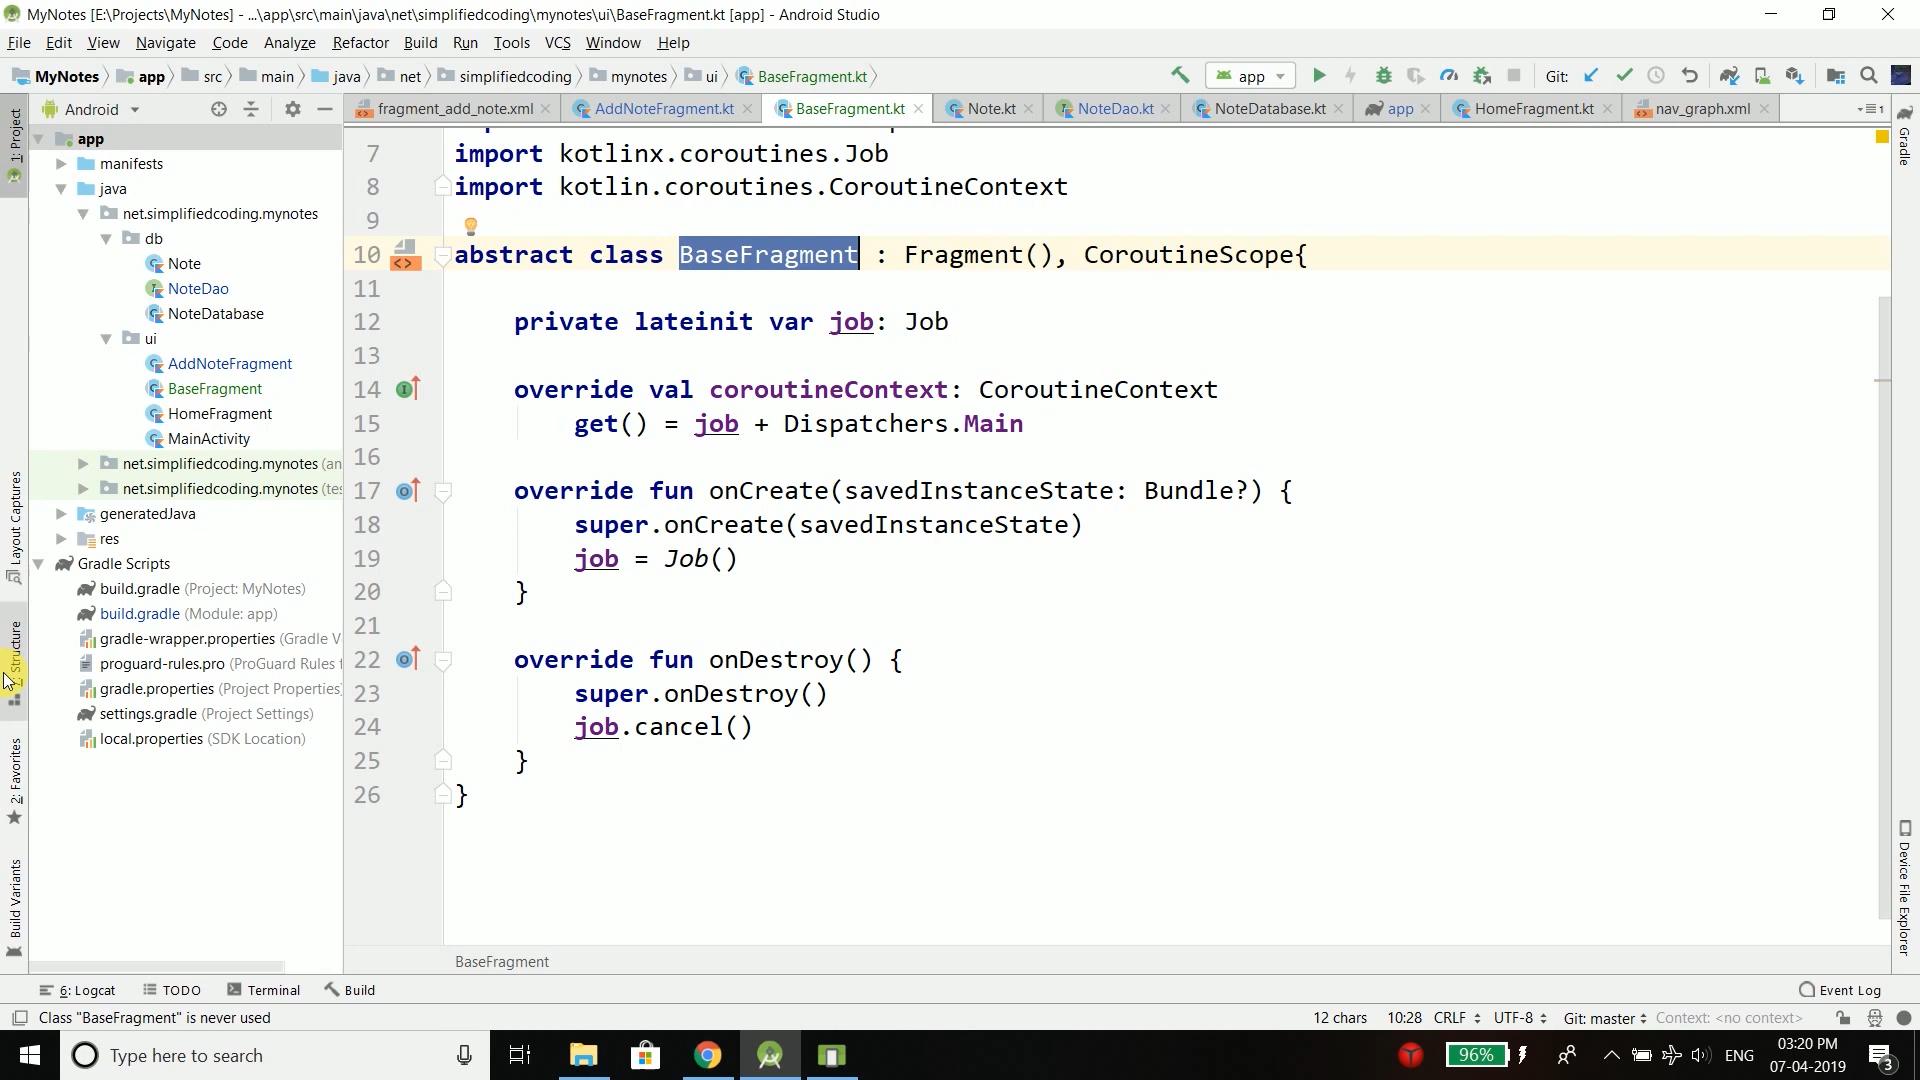 MyNotes [E:\Projects\MyNotes] - ...\app\src\main\java\net\simplifiedcoding\mynotes\ui\BaseFragment.kt [app] - Android Studio
File Edit View Navigate Code Analyze Refactor Build Run Tools VCS Window Help
MyNotes app src main java net simplifiedcoding mynotes ui BaseFragment.kt app Git:
1: Project
Android
fragment_add_note.xml AddNoteFragment.kt BaseFragment.kt Note.kt NoteDao.kt NoteDatabase.kt app HomeFragment.kt nav_graph.xml
1
Gradle
app
manifests
java
net.simplifiedcoding.mynotes
db
Note
NoteDao
NoteDatabase
ui
AddNoteFragment
BaseFragment
HomeFragment
MainActivity
net.simplifiedcoding.mynotes (an
net.simplifiedcoding.mynotes (te
generatedJava
res
Gradle Scripts
build.gradle (Project: MyNotes)
build.gradle (Module: app)
gradle-wrapper.properties (Gradle V
proguard-rules.pro (ProGuard Rules f
gradle.properties (Project Properties)
settings.gradle (Project Settings)
local.properties (SDK Location)
Layout Captures
Structure
2: Favorites
Build Variants
7 import kotlinx.coroutines.Job
8 import kotlin.coroutines.CoroutineContext
9
10 abstract class BaseFragment : Fragment(), CoroutineScope{
11
12 private lateinit var job: Job
13
14 override val coroutineContext: CoroutineContext
15 get() = job + Dispatchers.Main
16
17 override fun onCreate(savedInstanceState: Bundle?) {
18 super.onCreate(savedInstanceState)
19 job = Job()
20 }
21
22 override fun onDestroy() {
23 super.onDestroy()
24 job.cancel()
25 }
26 }
Device File Explorer
BaseFragment
6: Logcat TODO Terminal Build Event Log
Class "BaseFragment" is never used 12 chars 10:28 CRLF UTF-8 Git: master Context: <no context>
Type here to search 96% ENG 03:20 PM
07-04-2019 3